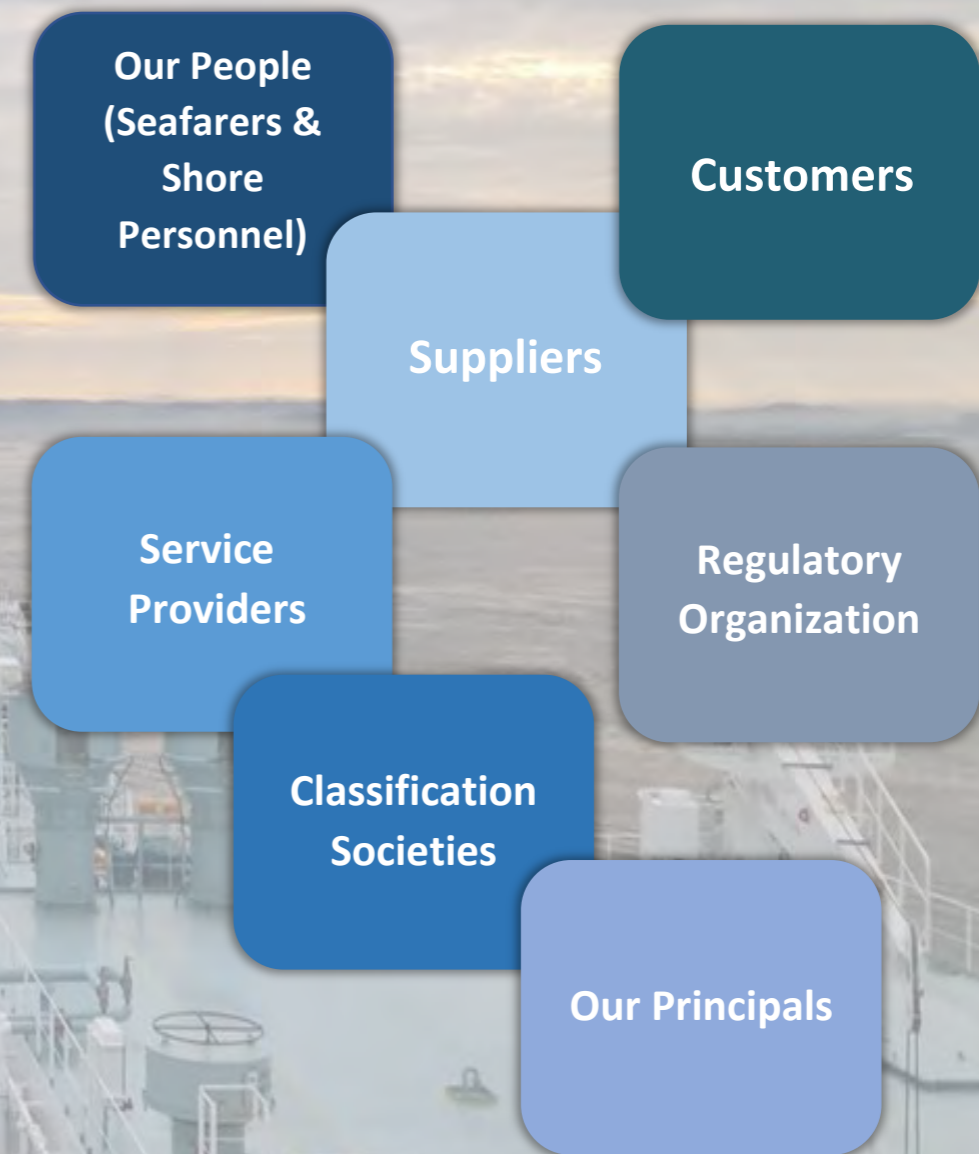 Our People
(Seafarers &
Shore
Personnel)
Customers
Suppliers
Service
Providers
Regulatory
Organization
Classification
Societies
Our Principals